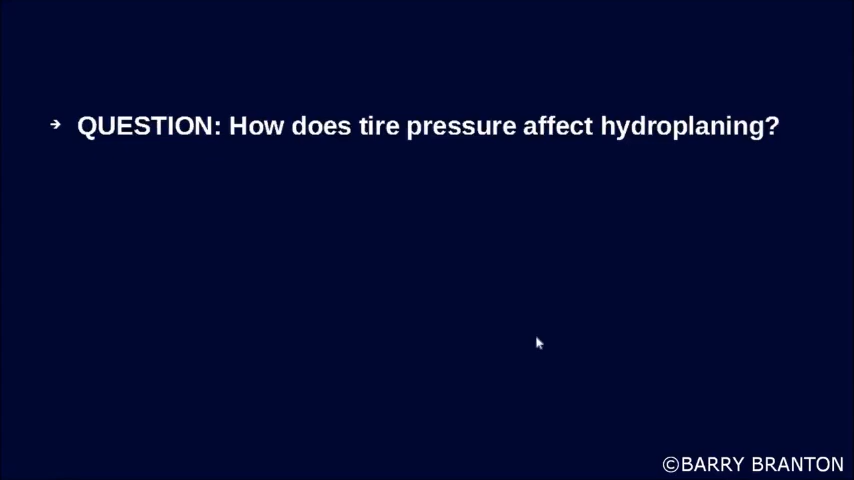 → QUESTION: How does tire pressure affect hydroplaning?
©BARRY BRANTON